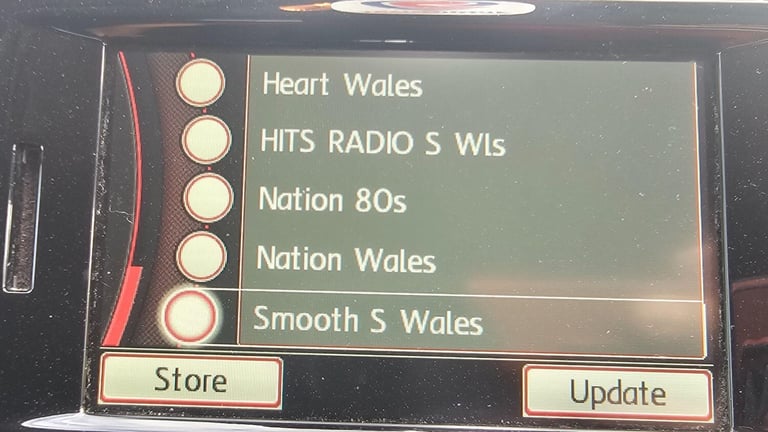 Heart Wales
HITS RADIO S Wls
Nation 80s
Nation Wales
Smooth S Wales
Store
Update